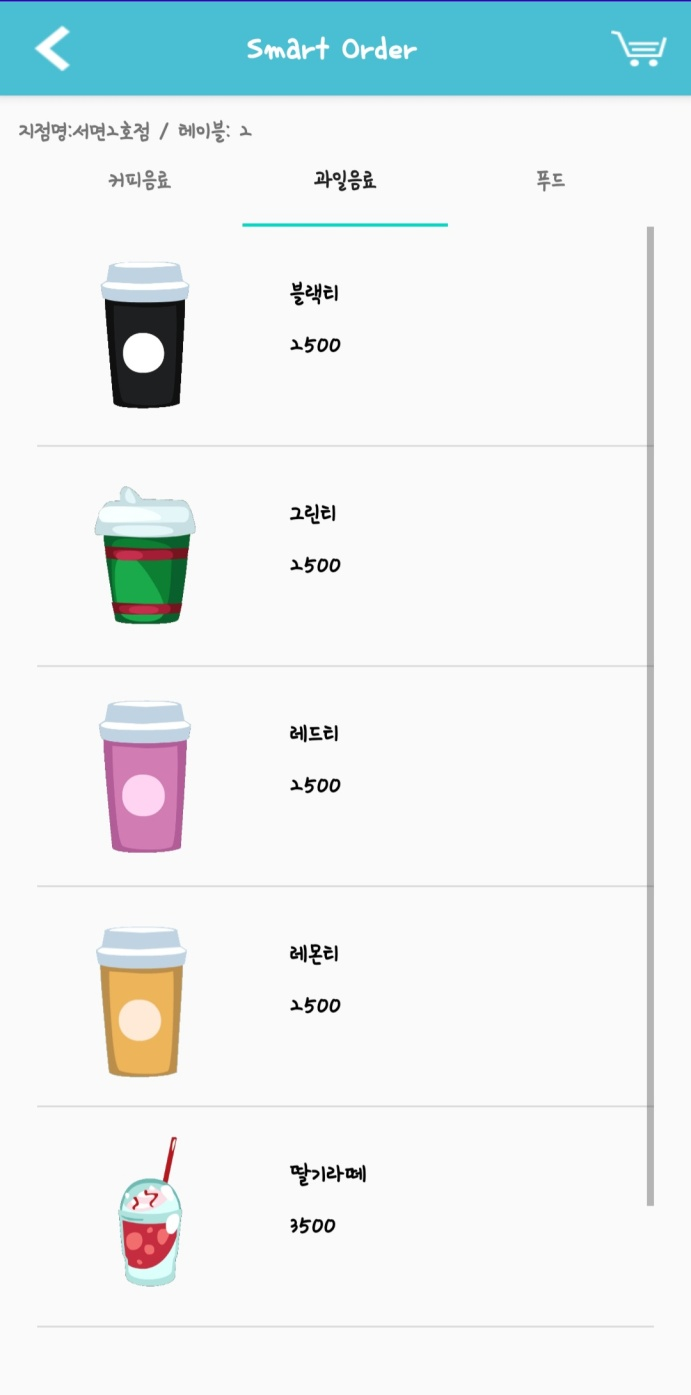 Smart Order
지점명:서면2호점 / 테이블: 2
커피음료 과일음료 푸드
블랙티
2500
그린티
2500
레드티
2500
레몬티
2500
딸기라떼
3500